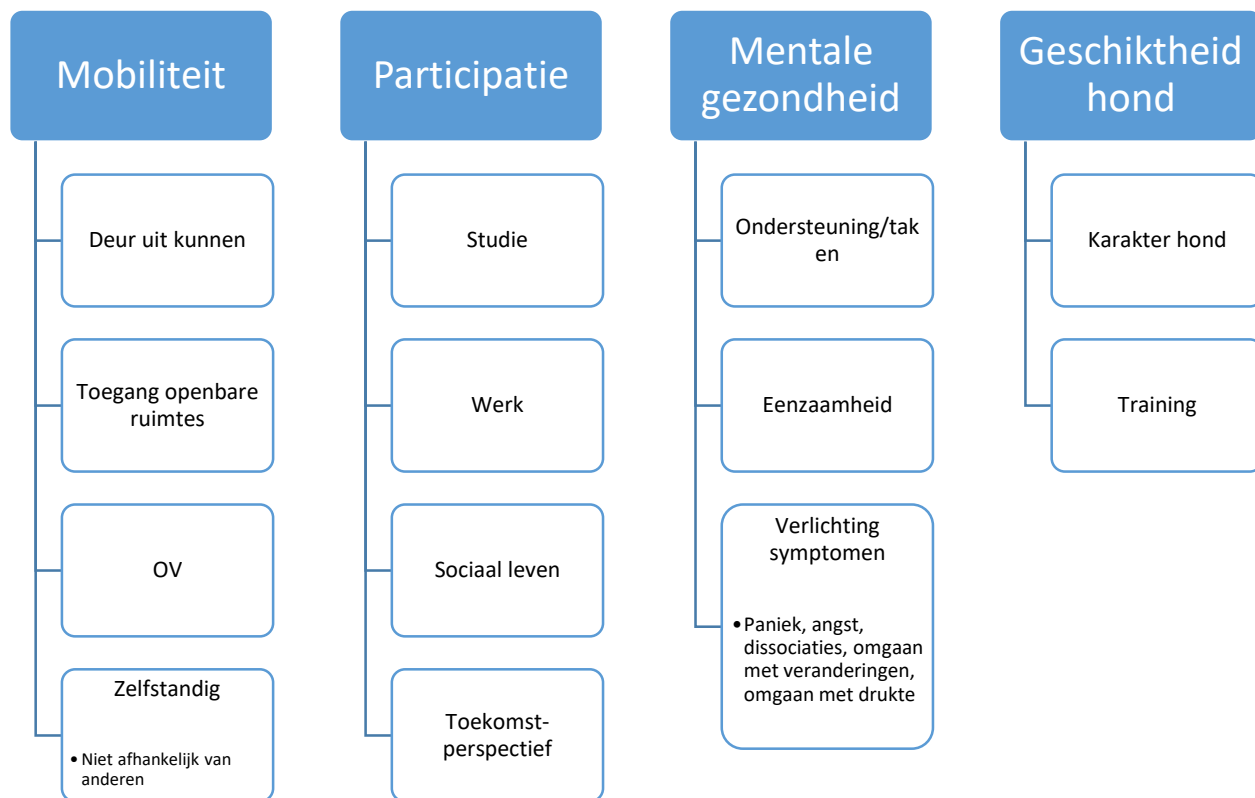 Mobiliteit
Deur uit kunnen
Toegang openbare
ruimtes
OV
Zelfstandig
•Niet afhankelijk van
anderen
Participatie
Studie
Werk
Sociaal leven
Toekomst-
perspectief
Mentale
gezondheid
Ondersteuning/tak
en
Eenzaamheid
Verlichting
symptomen
•Paniek, angst,
dissociaties, omgaan
met veranderingen,
omgaan met drukte
Geschiktheid
hond
Karakter hond
Training